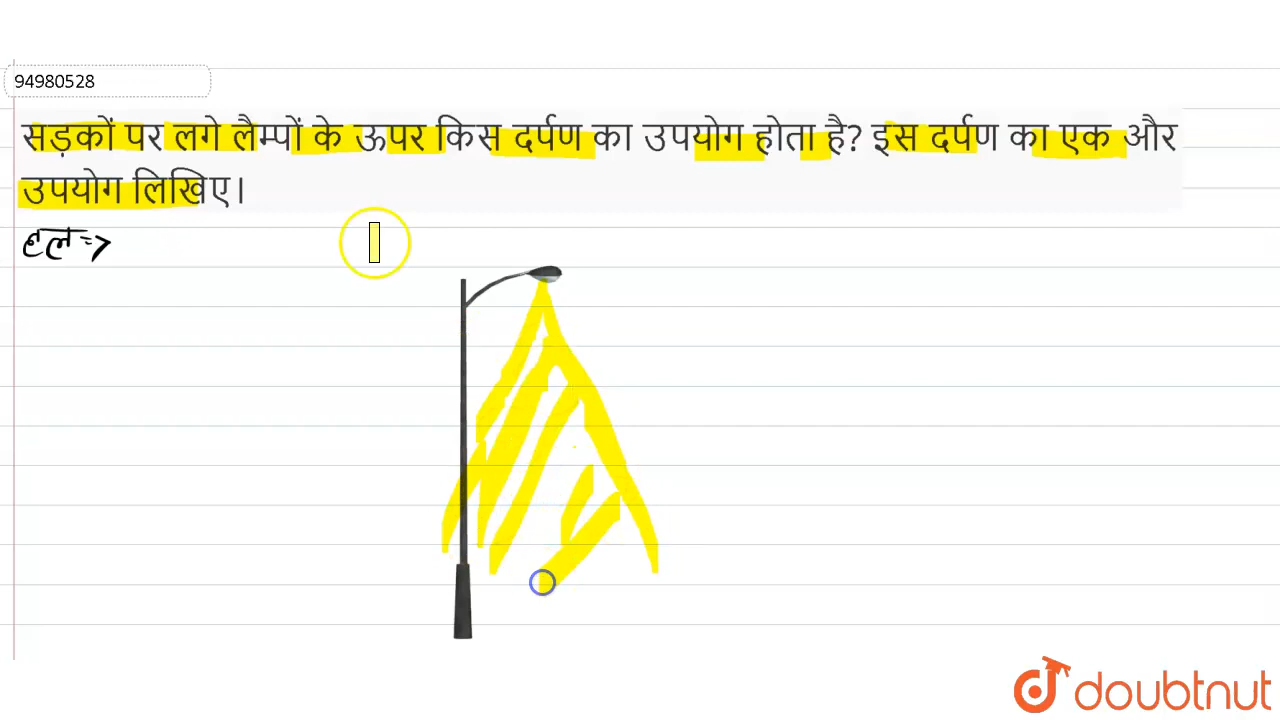 94980528
सड़कों पर लगे लैम्पों के ऊपर किस दर्पण का उपयोग होता है? इस दर्पण का एक और
उपयोग लिखिए।
हल=>
doubtnut